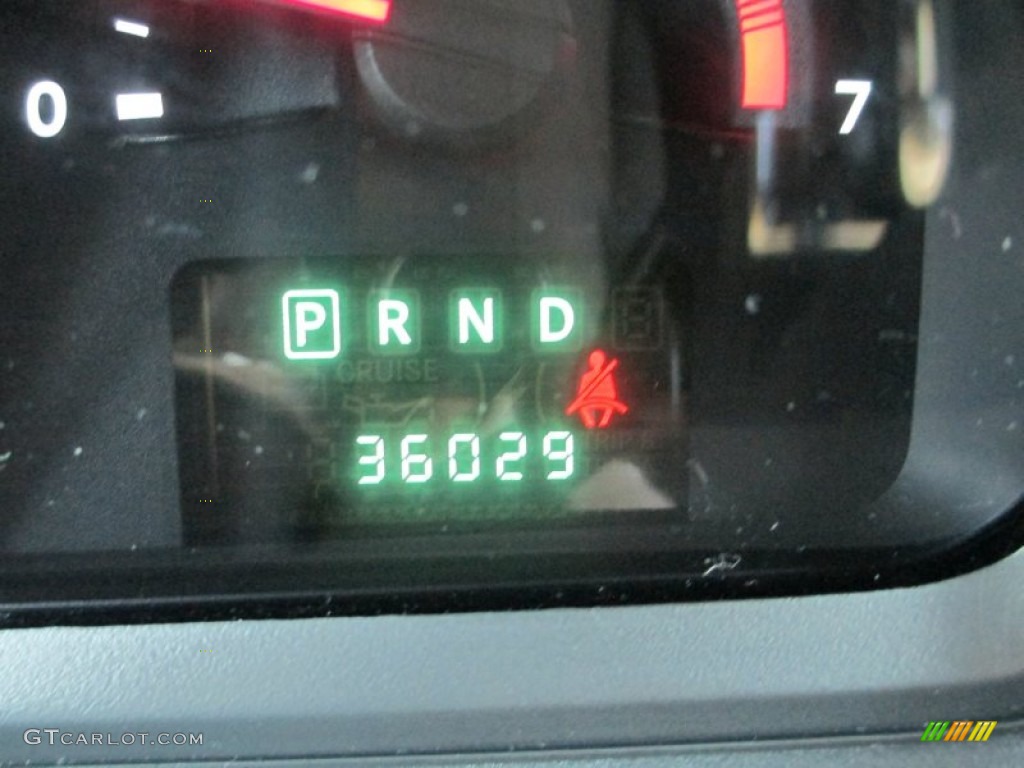 0
7
P R N D
CRUISE
36029
GTCARLOT.COM